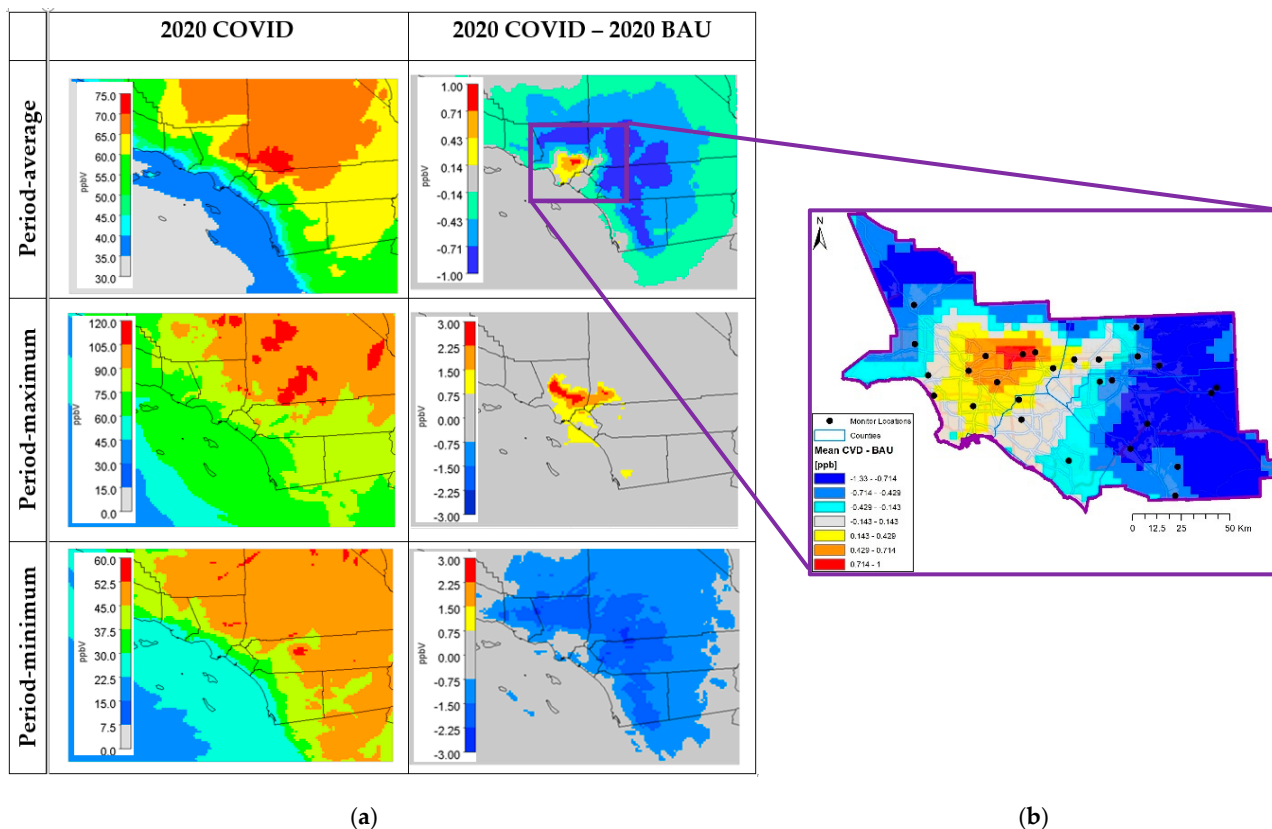 2020 COVID
2020 COVID – 2020 BAU
Period-average
ppbV
75.0
70.0
65.0
60.0
55.0
50.0
45.0
40.0
35.0
30.0
ppbV
1.00
0.71
0.43
0.14
-0.14
-0.43
-0.71
-1.00
Period-maximum
ppbV
120.0
105.0
90.0
75.0
60.0
45.0
30.0
15.0
0.0
ppbV
3.00
2.25
1.50
0.75
0.00
-0.75
-1.50
-2.25
-3.00
Period-minimum
ppbV
60.0
52.5
45.0
37.5
30.0
22.5
15.0
7.5
0.0
ppbV
3.00
2.25
1.50
0.75
0.00
-0.75
-1.50
-2.25
-3.00
(a)
N
Monitor Locations
Counties
Mean CVD - BAU
[ppb]
-1.33 - -0.714
-0.714 - -0.429
-0.429 - -0.143
-0.143 - 0.143
0.143 - 0.429
0.429 - 0.714
0.714 - 1
0 12.5 25 50 Km
(b)